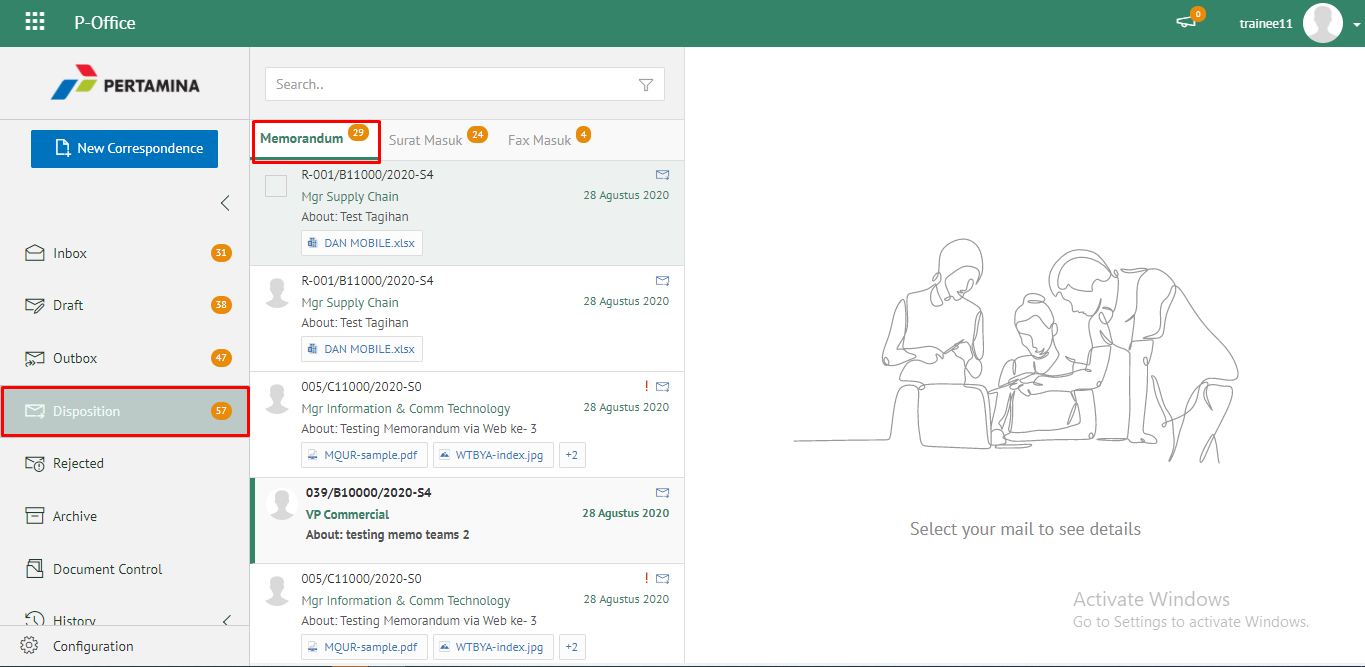 P-Office
0
trainee11
PERTAMINA
New Correspondence
Inbox 31
Draft 38
Outbox 47
Disposition 57
Rejected
Archive
Document Control
History
Configuration
Search..
Memorandum 29 Surat Masuk 24 Fax Masuk 4
R-001/B11000/2020-S4
Mgr Supply Chain 28 Agustus 2020
About: Test Tagihan
DAN MOBILE.xlsx
R-001/B11000/2020-S4
Mgr Supply Chain 28 Agustus 2020
About: Test Tagihan
DAN MOBILE.xlsx
005/C11000/2020-S0 !
Mgr Information & Comm Technology 28 Agustus 2020
About: Testing Memorandum via Web ke- 3
MQUR-sample.pdf WTBYA-index.jpg +2
039/B10000/2020-S4
VP Commercial 28 Agustus 2020
About: testing memo teams 2
005/C11000/2020-S0 !
Mgr Information & Comm Technology 28 Agustus 2020
About: Testing Memorandum via Web ke- 3
MQUR-sample.pdf WTBYA-index.jpg +2
Select your mail to see details
Activate Windows
Go to Settings to activate Windows.